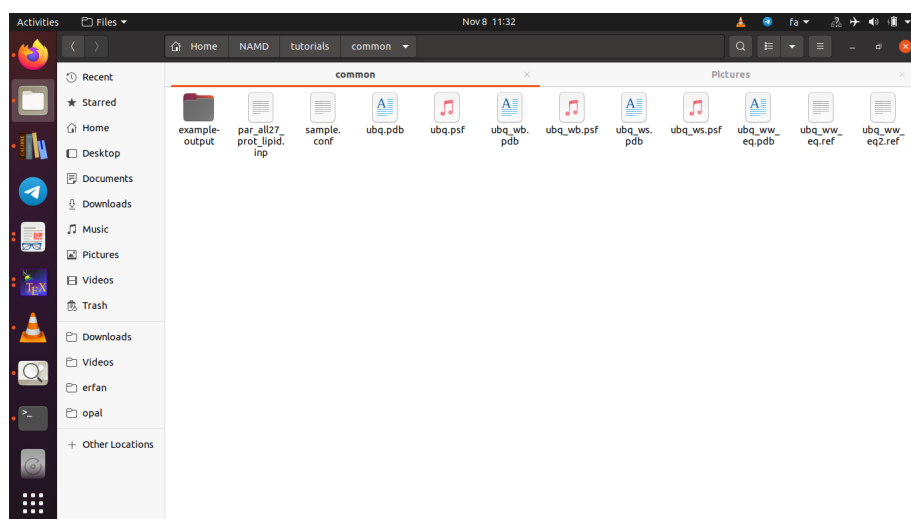 Activities
Files
Nov 8 11:32
fa
Home
NAMD
tutorials
common
Recent
Starred
Home
Desktop
Documents
Downloads
Music
Pictures
Videos
Trash
Downloads
Videos
erfan
opal
+ Other Locations
common
Pictures
example-
output
par_all27_
prot_lipid.
inp
sample.
conf
ubq.pdb
ubq.psf
ubq_wb.
pdb
ubq_wb.psf
ubq_ws.
pdb
ubq_ws.psf
ubq_ww_
eq.pdb
ubq_ww_
eq.ref
ubq_ww_
eq2.ref
TEX